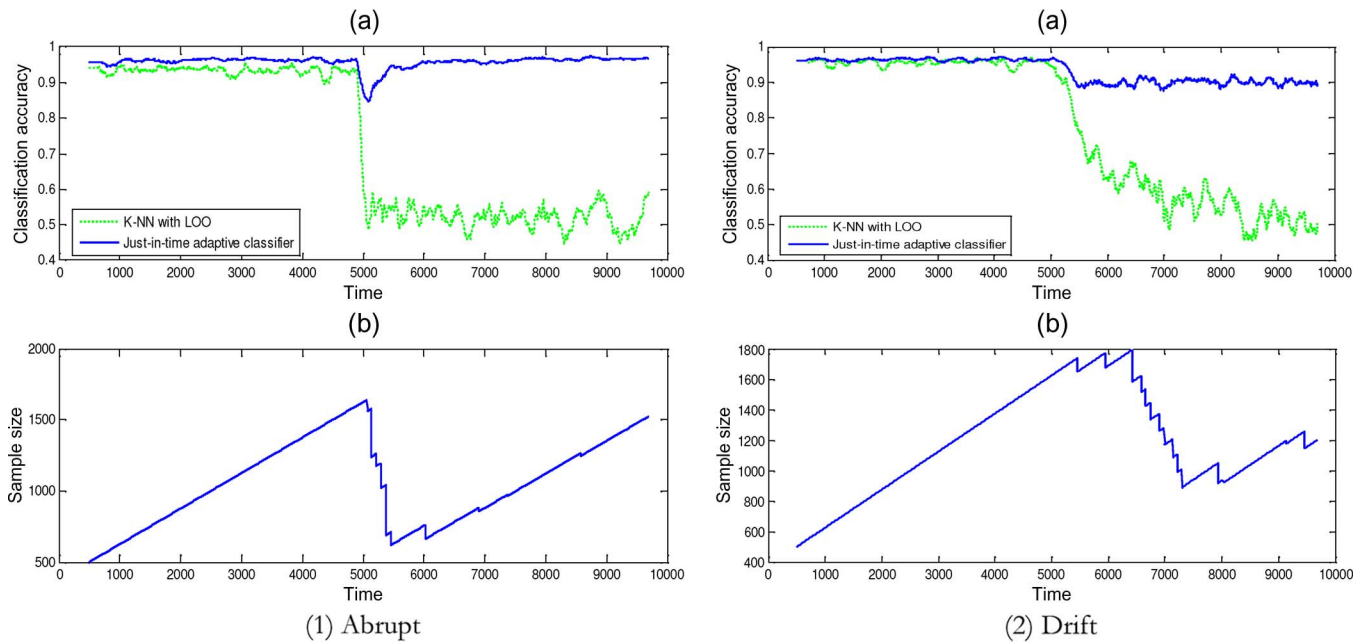 (a)
Classification accuracy
1
0.9
0.8
0.7
0.6
0.5
0.4
K-NN with LOO
Just-in-time adaptive classifier
0 1000 2000 3000 4000 5000 6000 7000 8000 9000 10000
Time
(b)
Sample size
2000
1500
1000
500
0 1000 2000 3000 4000 5000 6000 7000 8000 9000 10000
Time
(1) Abrupt
(a)
Classification accuracy
1
0.9
0.8
0.7
0.6
0.5
0.4
K-NN with LOO
Just-in-time adaptive classifier
0 1000 2000 3000 4000 5000 6000 7000 8000 9000 10000
Time
(b)
Sample size
1800
1600
1400
1200
1000
800
600
400
0 1000 2000 3000 4000 5000 6000 7000 8000 9000 10000
Time
(2) Drift